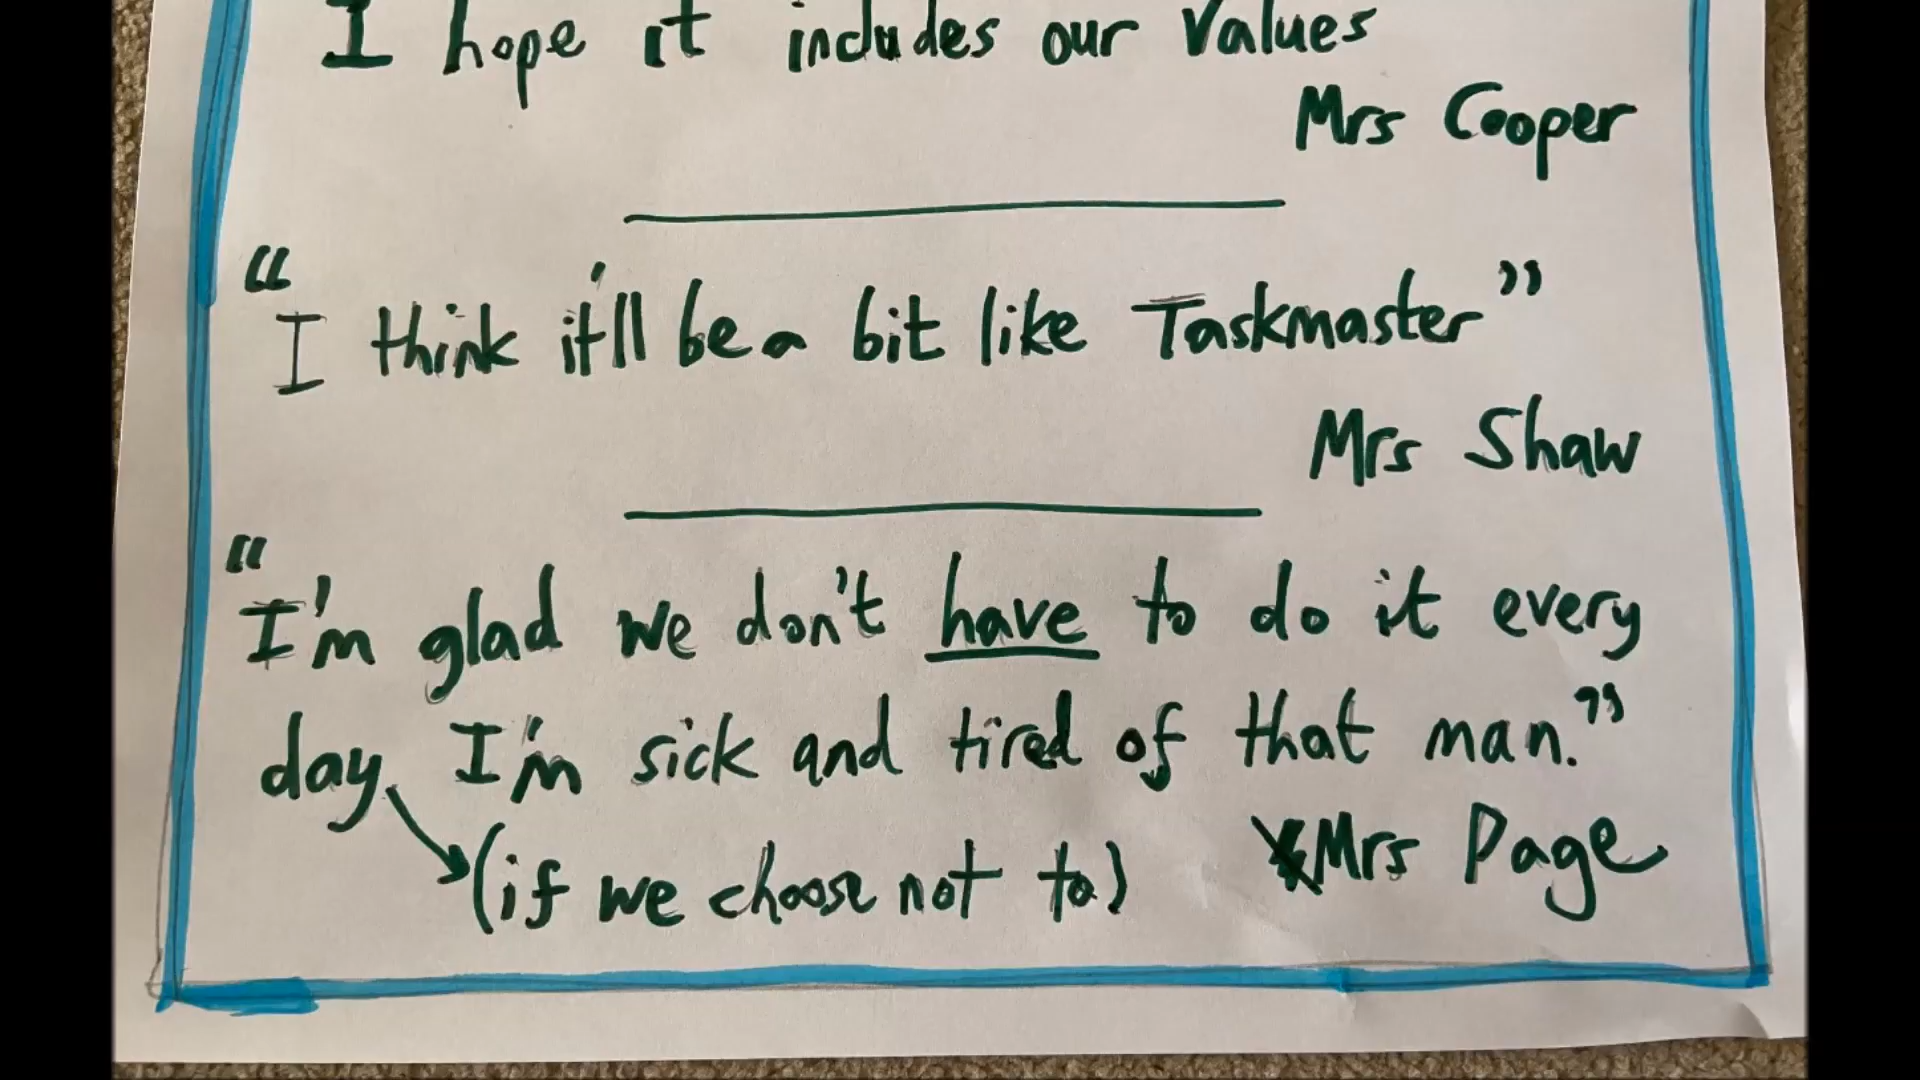 I hope it includes our values
Mrs Cooper
“I think it'll be a bit like Taskmaster”
Mrs Shaw
“I'm glad we don't have to do it every
day. I'm sick and tired of that man.”
(if we choose not to)
Mrs Page